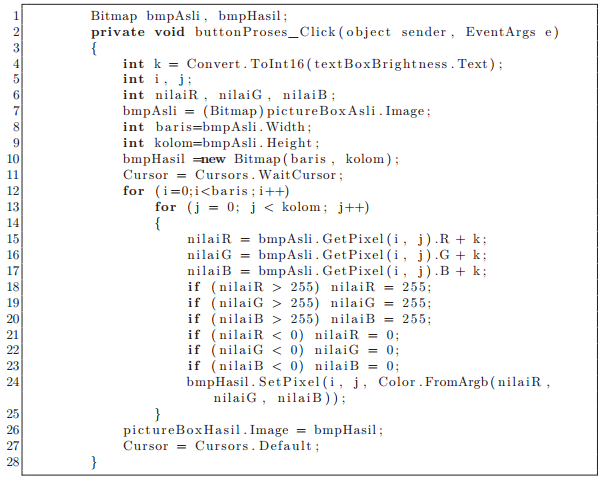 1 Bitmap bmpAsli, bmpHasil;
2 private void buttonProses_Click(object sender, EventArgs e)
3 {
4 int k = Convert.ToInt16(textBoxBrightness.Text);
5 int i, j;
6 int nilaiR, nilaiG, nilaiB;
7 bmpAsli = (Bitmap)pictureBoxAsli.Image;
8 int baris=bmpAsli.Width;
9 int kolom=bmpAsli.Height;
10 bmpHasil =new Bitmap(baris, kolom);
11 Cursor = Cursors.WaitCursor;
12 for (i=0;i<baris;i++)
13 for (j = 0; j < kolom; j++)
14 {
15 nilaiR = bmpAsli.GetPixel(i, j).R + k;
16 nilaiG = bmpAsli.GetPixel(i, j).G + k;
17 nilaiB = bmpAsli.GetPixel(i, j).B + k;
18 if (nilaiR > 255) nilaiR = 255;
19 if (nilaiG > 255) nilaiG = 255;
20 if (nilaiB > 255) nilaiB = 255;
21 if (nilaiR < 0) nilaiR = 0;
22 if (nilaiG < 0) nilaiG = 0;
23 if (nilaiB < 0) nilaiB = 0;
24 bmpHasil.SetPixel(i, j, Color.FromArgb(nilaiR,
nilaiG, nilaiB));
25 }
26 pictureBoxHasil.Image = bmpHasil;
27 Cursor = Cursors.Default;
28 }